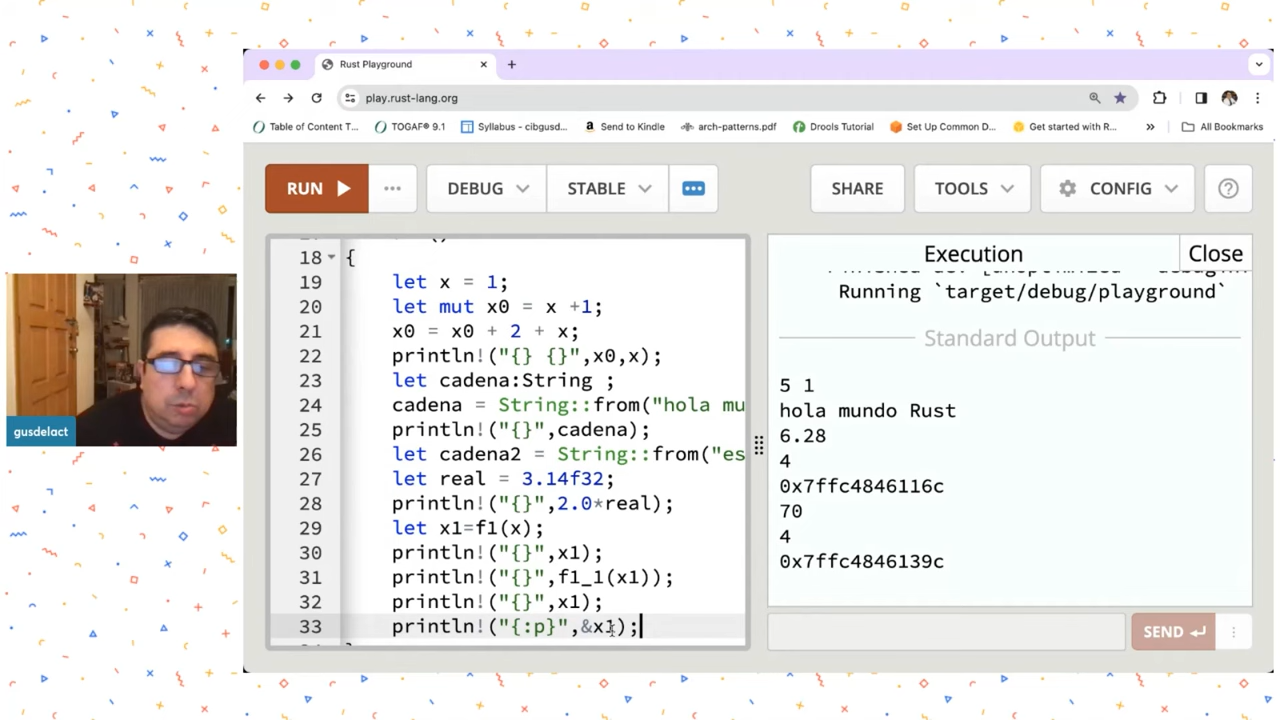 Rust Playground
play.rust-lang.org
Table of Content T...
TOGAF® 9.1
Syllabus - cibgusd...
Send to Kindle
arch-patterns.pdf
Drools Tutorial
Set Up Common D...
Get started with R...
»
All Bookmarks
RUN
...
DEBUG
STABLE
SHARE
TOOLS
CONFIG
18 {
19 let x = 1;
20 let mut x0 = x +1;
21 x0 = x0 + 2 + x;
22 println!("{} {}",x0,x);
23 let cadena:String ;
24 cadena = String::from("hola mu
25 println!("{}",cadena);
26 let cadena2 = String::from("es
27 let real = 3.14f32;
28 println!("{}",2.0*real);
29 let x1=f1(x);
30 println!("{}",x1);
31 println!("{}",f1_1(x1));
32 println!("{}",x1);
33 println!("{:p}",&x1);
Execution
Close
Running `target/debug/playground`
Standard Output
5 1
hola mundo Rust
6.28
4
0x7ffc4846116c
70
4
0x7ffc4846139c
SEND
gusdelact